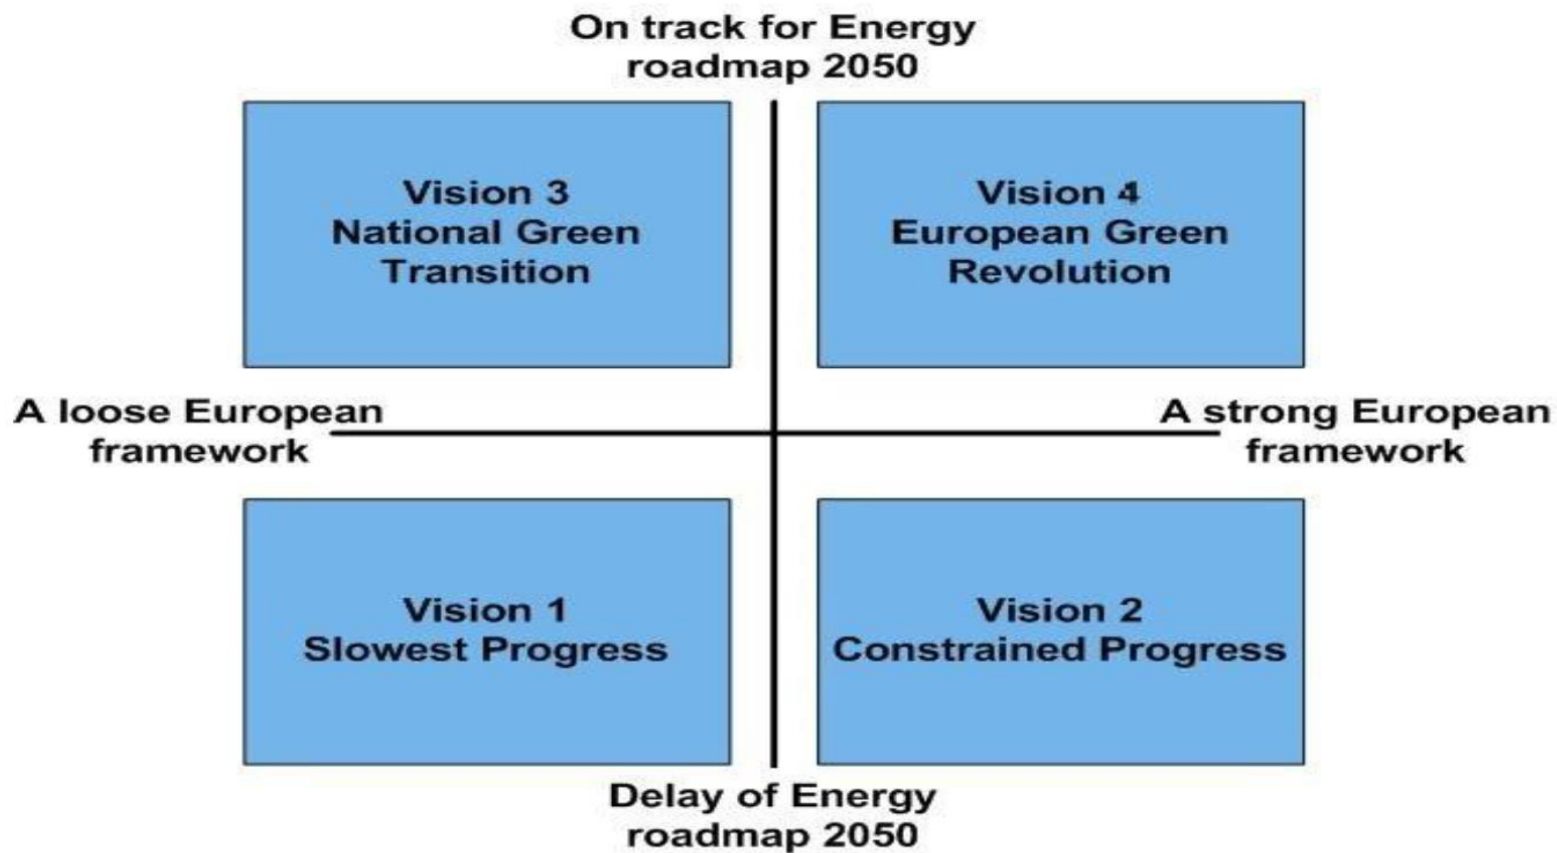 On track for Energy
roadmap 2050
Vision 3
National Green
Transition
Vision 4
European Green
Revolution
A loose European
framework
A strong European
framework
Vision 1
Slowest Progress
Vision 2
Constrained Progress
Delay of Energy
roadmap 2050